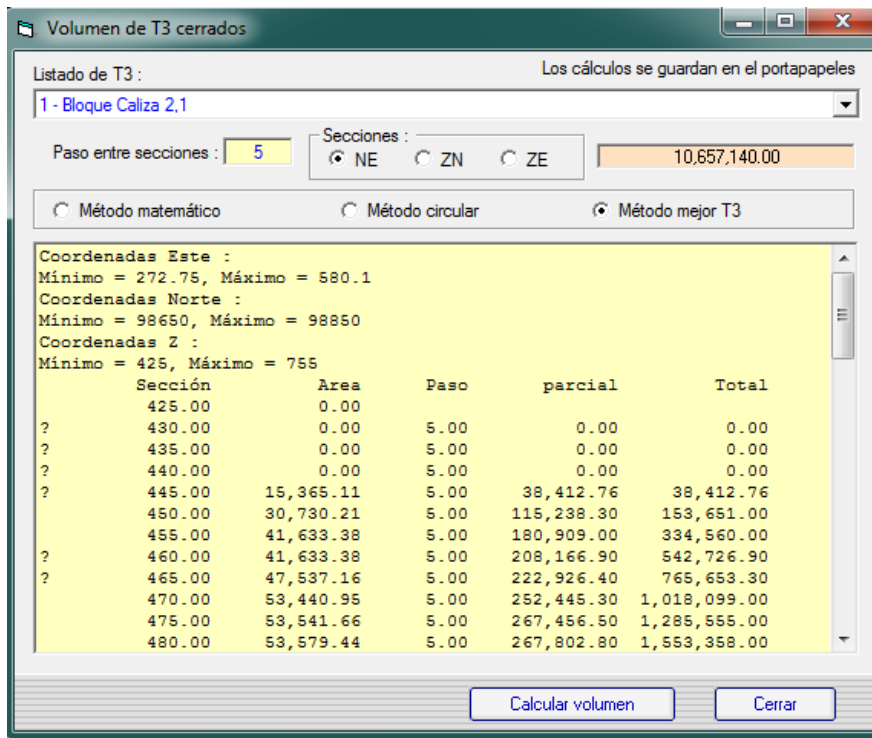 Volumen de T3 cerrados
Listado de T3 :
Los cálculos se guardan en el portapapeles
1 - Bloque Caliza 2,1
Paso entre secciones : 5
Secciones :
NE ZN ZE
10,657,140.00
Método matemático Método circular Método mejor T3
Coordenadas Este :
Mínimo = 272.75, Máximo = 580.1
Coordenadas Norte :
Mínimo = 98650, Máximo = 98850
Coordenadas Z :
Mínimo = 425, Máximo = 755
Sección Area Paso parcial Total
425.00 0.00
? 430.00 0.00 5.00 0.00 0.00
? 435.00 0.00 5.00 0.00 0.00
? 440.00 0.00 5.00 0.00 0.00
? 445.00 15,365.11 5.00 38,412.76 38,412.76
450.00 30,730.21 5.00 115,238.30 153,651.00
455.00 41,633.38 5.00 180,909.00 334,560.00
? 460.00 41,633.38 5.00 208,166.90 542,726.90
? 465.00 47,537.16 5.00 222,926.40 765,653.30
470.00 53,440.95 5.00 252,445.30 1,018,099.00
475.00 53,541.66 5.00 267,456.50 1,285,555.00
480.00 53,579.44 5.00 267,802.80 1,553,358.00
Calcular volumen Cerrar